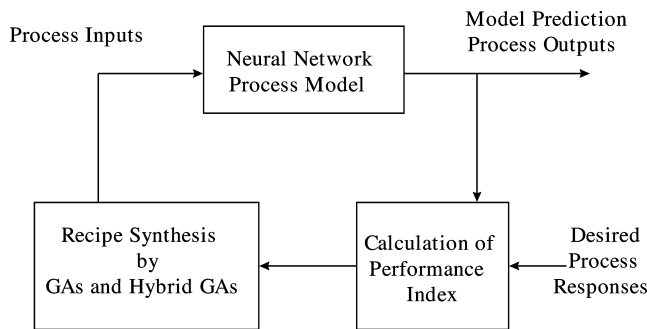 Process Inputs
Neural Network
Process Model
Model Prediction
Process Outputs
Recipe Synthesis
by
GAs and Hybrid GAs
Calculation of
Performance
Index
Desired
Process
Responses